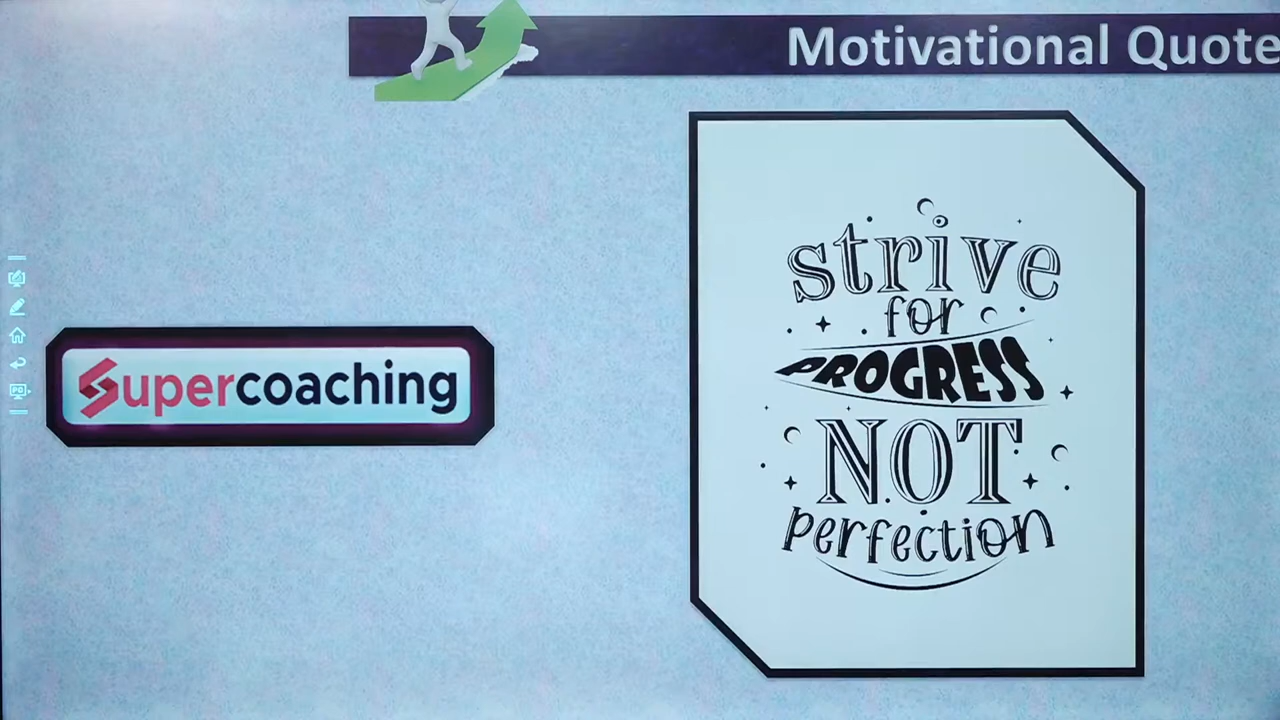 Motivational Quote
Supercoaching
strive
for
PROGRESS
NOT
perfection